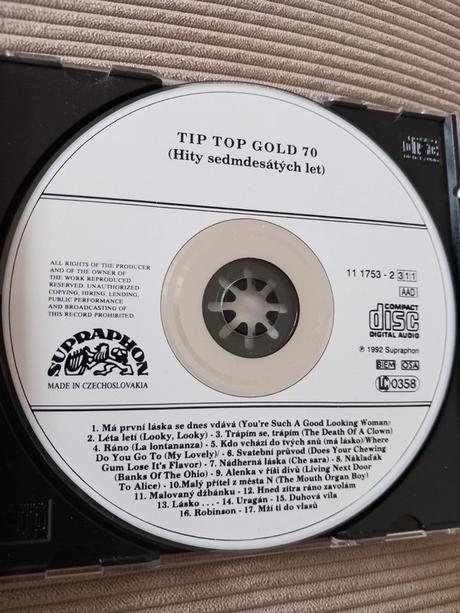 TIP TOP GOLD 70
(Hity sedmdesátých let)
ALL RIGHTS OF THE PRODUCER
AND OF THE OWNER OF
THE WORK REPRODUCED
RESERVED. UNAUTHORIZED
COPYING, HIRING, LENDING,
PUBLIC PERFORMANCE
AND BROADCASTING OF
THIS RECORD PROHIBITED.
SUPRAPHON
MADE IN CZECHOSLOVAKIA
11 1753 - 2 311
AAD
COMPACT
disc
DIGITAL AUDIO
℗ 1992 Supraphon
BIEM OSA
LC 0358
1. Má první láska se dnes vdává (You're Such A Good Looking Woman)
2. Léta letí (Looky, Looky) - 3. Trápím se, trápím (The Death Of A Clown)
4. Ráno (La lontananza) - 5. Kdo vchází do tvých snů (má lásko)/Where
Do You Go To (My Lovely)/ - 6. Svatební průvod (Does Your Chewing
Gum Lose It's Flavor) - 7. Nádherná láska (Che sara) - 8. Náklaďák
(Banks Of The Ohio) - 9. Alenka v říši divů (Living Next Door
To Alice) - 10.Malý přítel z města N (The Mouth Organ Boy)
11. Malovaný džbánku - 12. Hned zítra ráno zavolám
13. Lásko . . . - 14. Uragán - 15. Duhová víla
16. Robinson - 17. Mží ti do vlasů